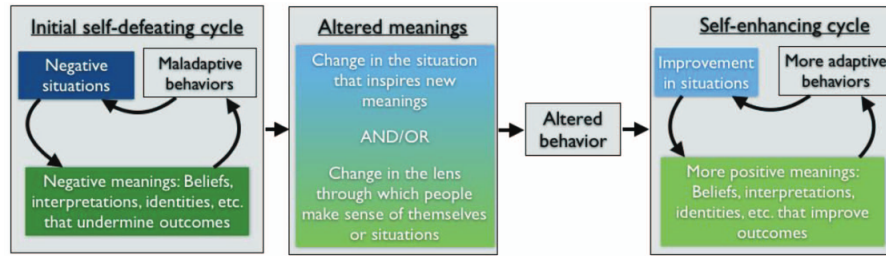 Initial self-defeating cycle
Negative
situations
Maladaptive
behaviors
Negative meanings: Beliefs,
interpretations, identities, etc.
that undermine outcomes
Altered meanings
Change in the situation
that inspires new
meanings
AND/OR
Change in the lens
through which people
make sense of themselves
or situations
Altered
behavior
Self-enhancing cycle
Improvement
in situations
More adaptive
behaviors
More positive meanings:
Beliefs, interpretations,
identities, etc. that improve
outcomes